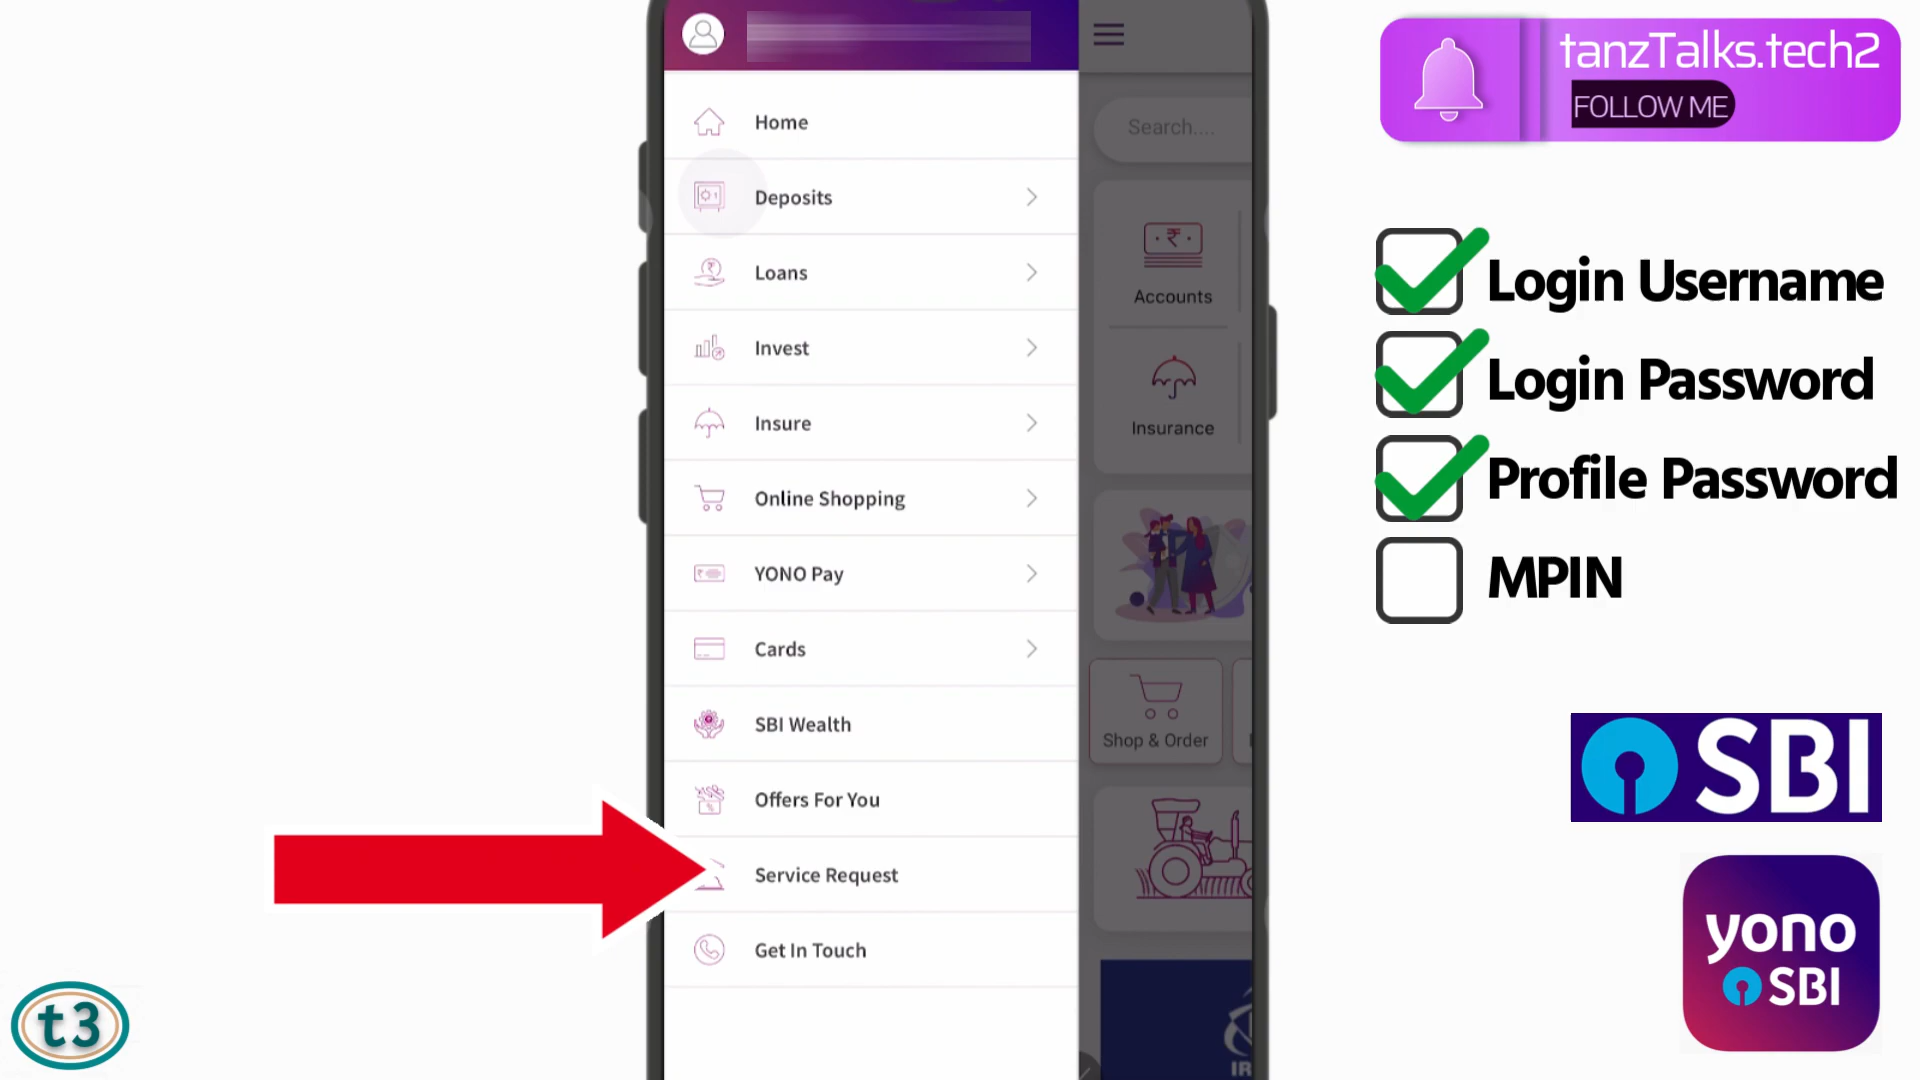 Home
Deposits
Loans
Invest
Insure
Online Shopping
YONO Pay
Cards
SBI Wealth
Offers For You
Service Request
Get In Touch
Search....
Accounts
Insurance
Shop & Order
IR
tanzTalks.tech2
FOLLOW ME
Login Username
Login Password
Profile Password
MPIN
SBI
yono
SBI
t3